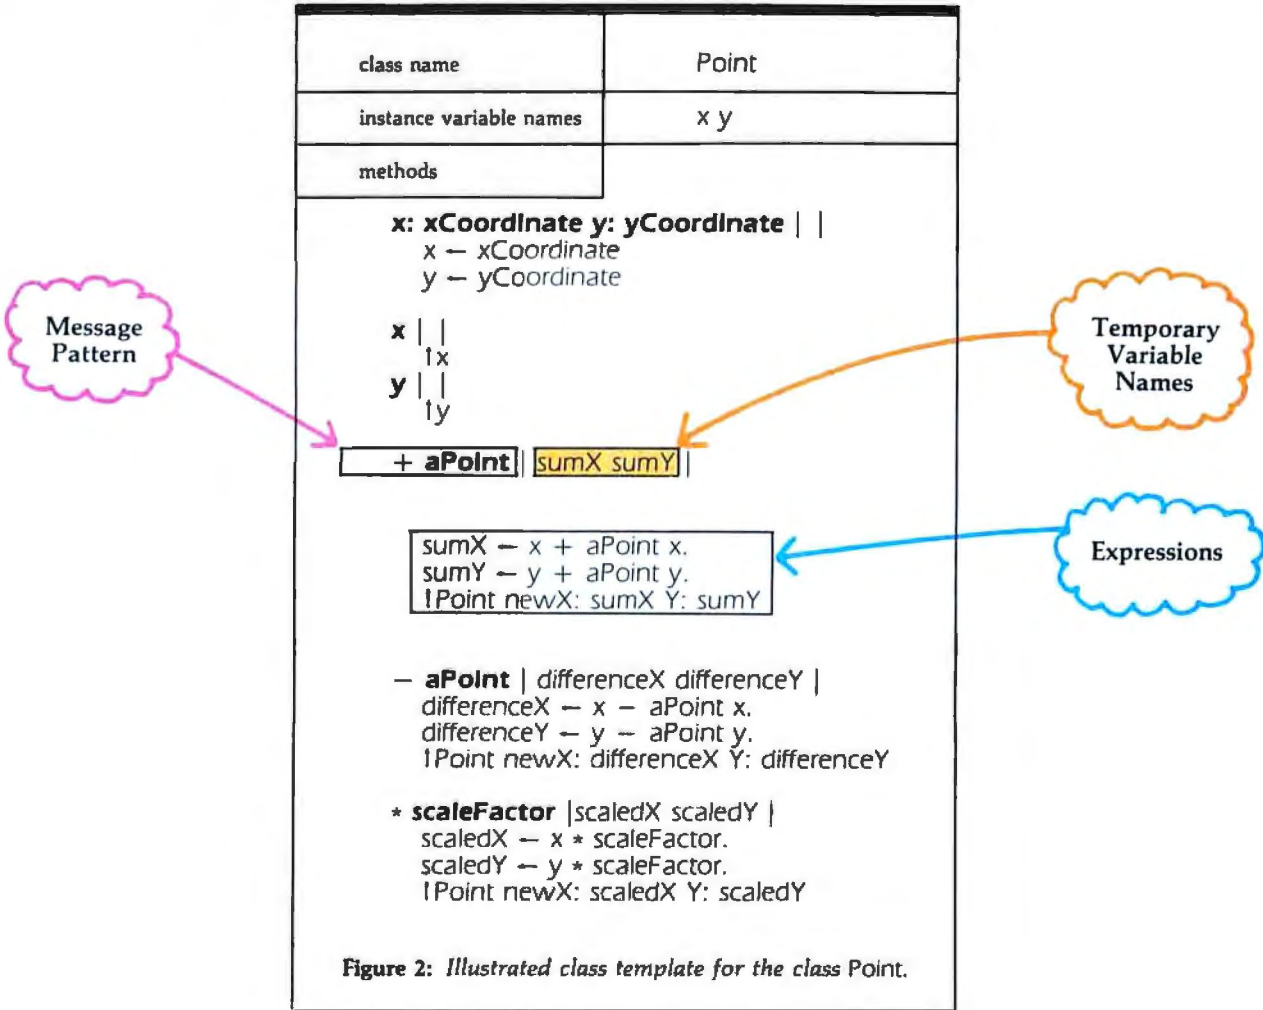 class name Point
instance variable names x y
methods
x: xCoordinate y: yCoordinate | |
x ← xCoordinate
y ← yCoordinate
x | |
↑x
y | |
↑y
Message
Pattern
Temporary
Variable
Names
+ aPoint | sumX sumY |
sumX ← x + aPoint x.
sumY ← y + aPoint y.
↑Point newX: sumX Y: sumY
Expressions
− aPoint | differenceX differenceY |
differenceX ← x − aPoint x.
differenceY ← y − aPoint y.
↑Point newX: differenceX Y: differenceY
* scaleFactor |scaledX scaledY |
scaledX ← x * scaleFactor.
scaledY ← y * scaleFactor.
↑Point newX: scaledX Y: scaledY
Figure 2: Illustrated class template for the class Point.